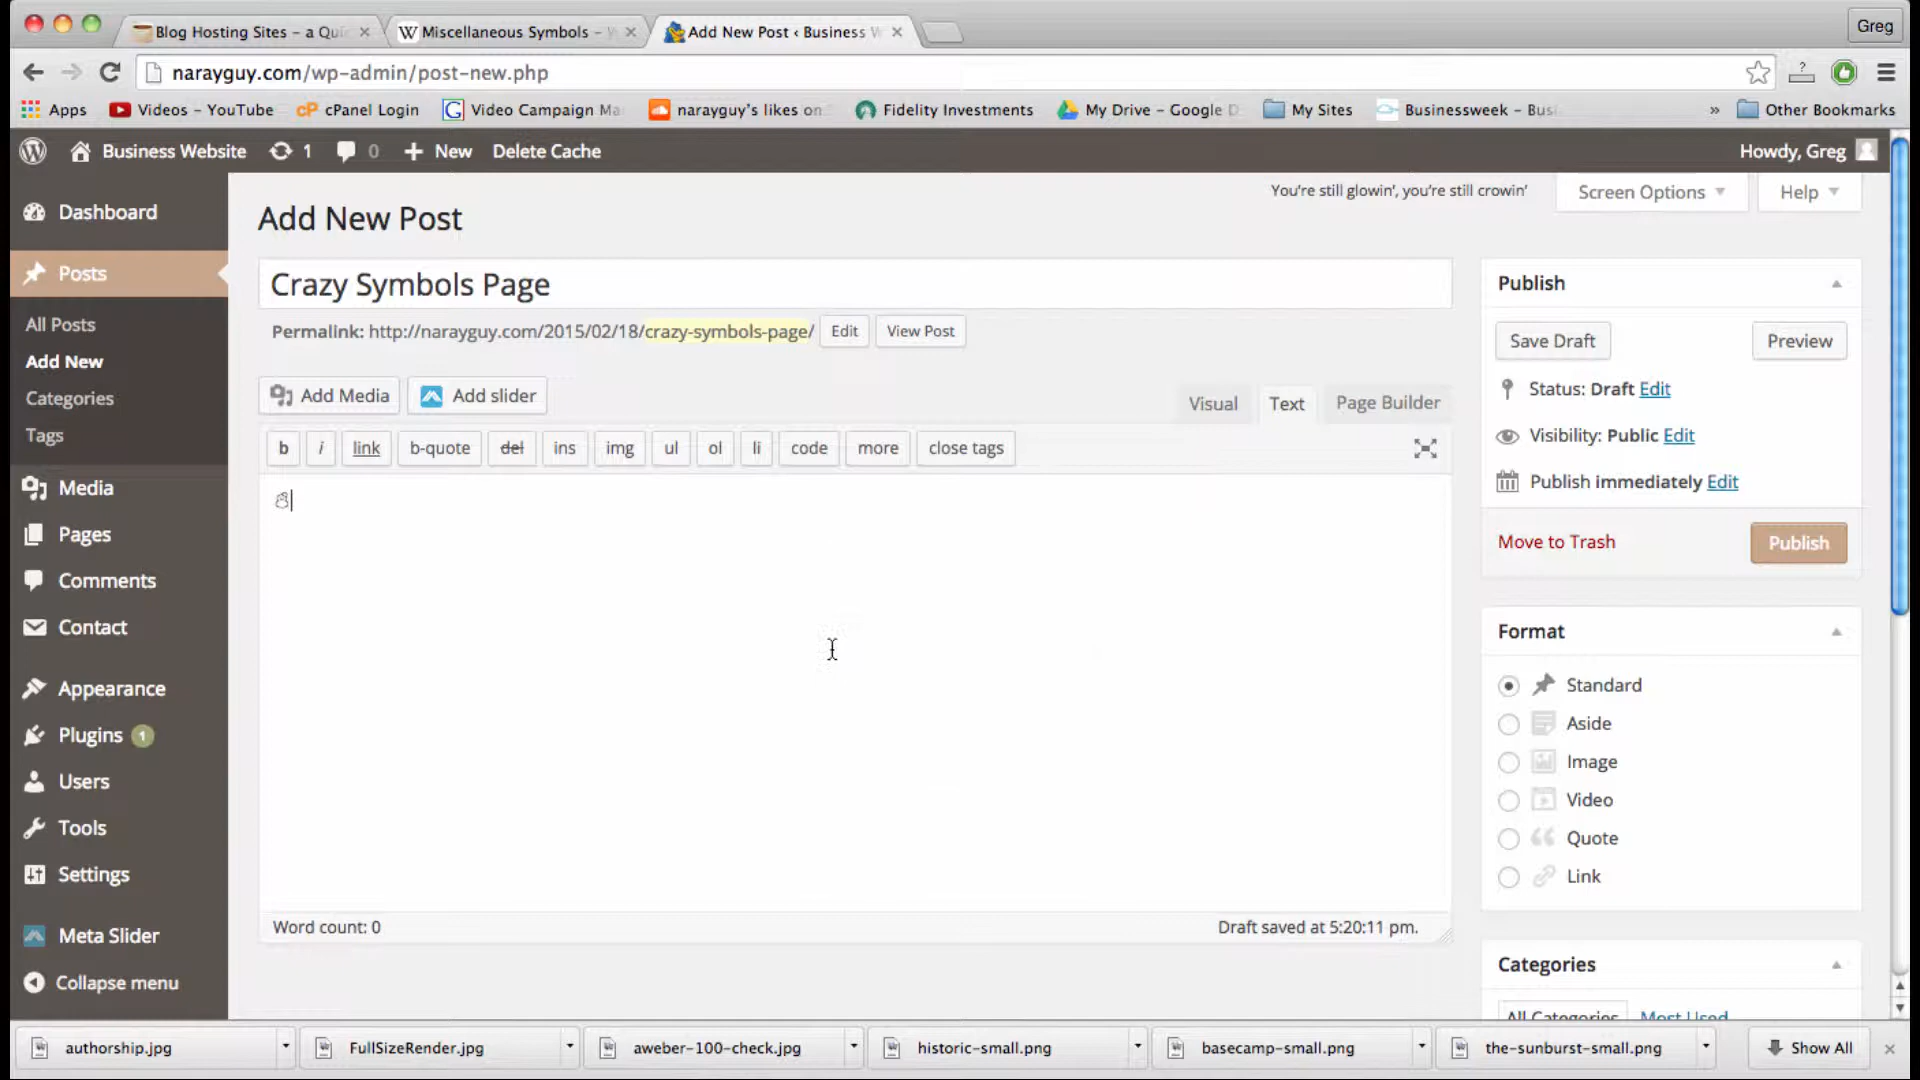 Blog Hosting Sites – a Qui
Miscellaneous Symbols –
Add New Post ‹ Business W
Greg
narayguy.com/wp-admin/post-new.php
Apps
Videos – YouTube
cPanel Login
Video Campaign Ma
narayguy's likes on
Fidelity Investments
My Drive – Google D
My Sites
Businessweek – Busi
»
Other Bookmarks
Business Website
1
0
+ New
Delete Cache
Howdy, Greg
Dashboard
Posts
All Posts
Add New
Categories
Tags
Media
Pages
Comments
Contact
Appearance
Plugins 1
Users
Tools
Settings
Meta Slider
Collapse menu
You're still glowin', you're still crowin'
Screen Options
Help
Add New Post
Crazy Symbols Page
Permalink: http://narayguy.com/2015/02/18/crazy-symbols-page/
Edit
View Post
Add Media
Add slider
Visual
Text
Page Builder
b
i
link
b-quote
del
ins
img
ul
ol
li
code
more
close tags
☃
Word count: 0
Draft saved at 5:20:11 pm.
Publish
Save Draft
Preview
Status: Draft Edit
Visibility: Public Edit
Publish immediately Edit
Move to Trash
Publish
Format
Standard
Aside
Image
Video
Quote
Link
Categories
All Categories
Most Used
authorship.jpg
FullSizeRender.jpg
aweber-100-check.jpg
historic-small.png
basecamp-small.png
the-sunburst-small.png
Show All